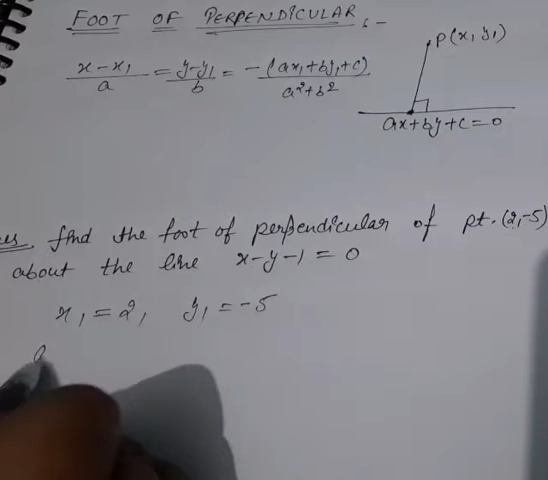 FOOT OF PERPENDICULAR :-
(x-x₁)/a = (y-y₁)/b = -(ax₁+by₁+c)/(a²+b²)
P(x₁ y₁)
ax+by+c=0
find the foot of perpendicular of pt. (2,-5)
about the line x-y-1=0
x₁=2, y₁=-5